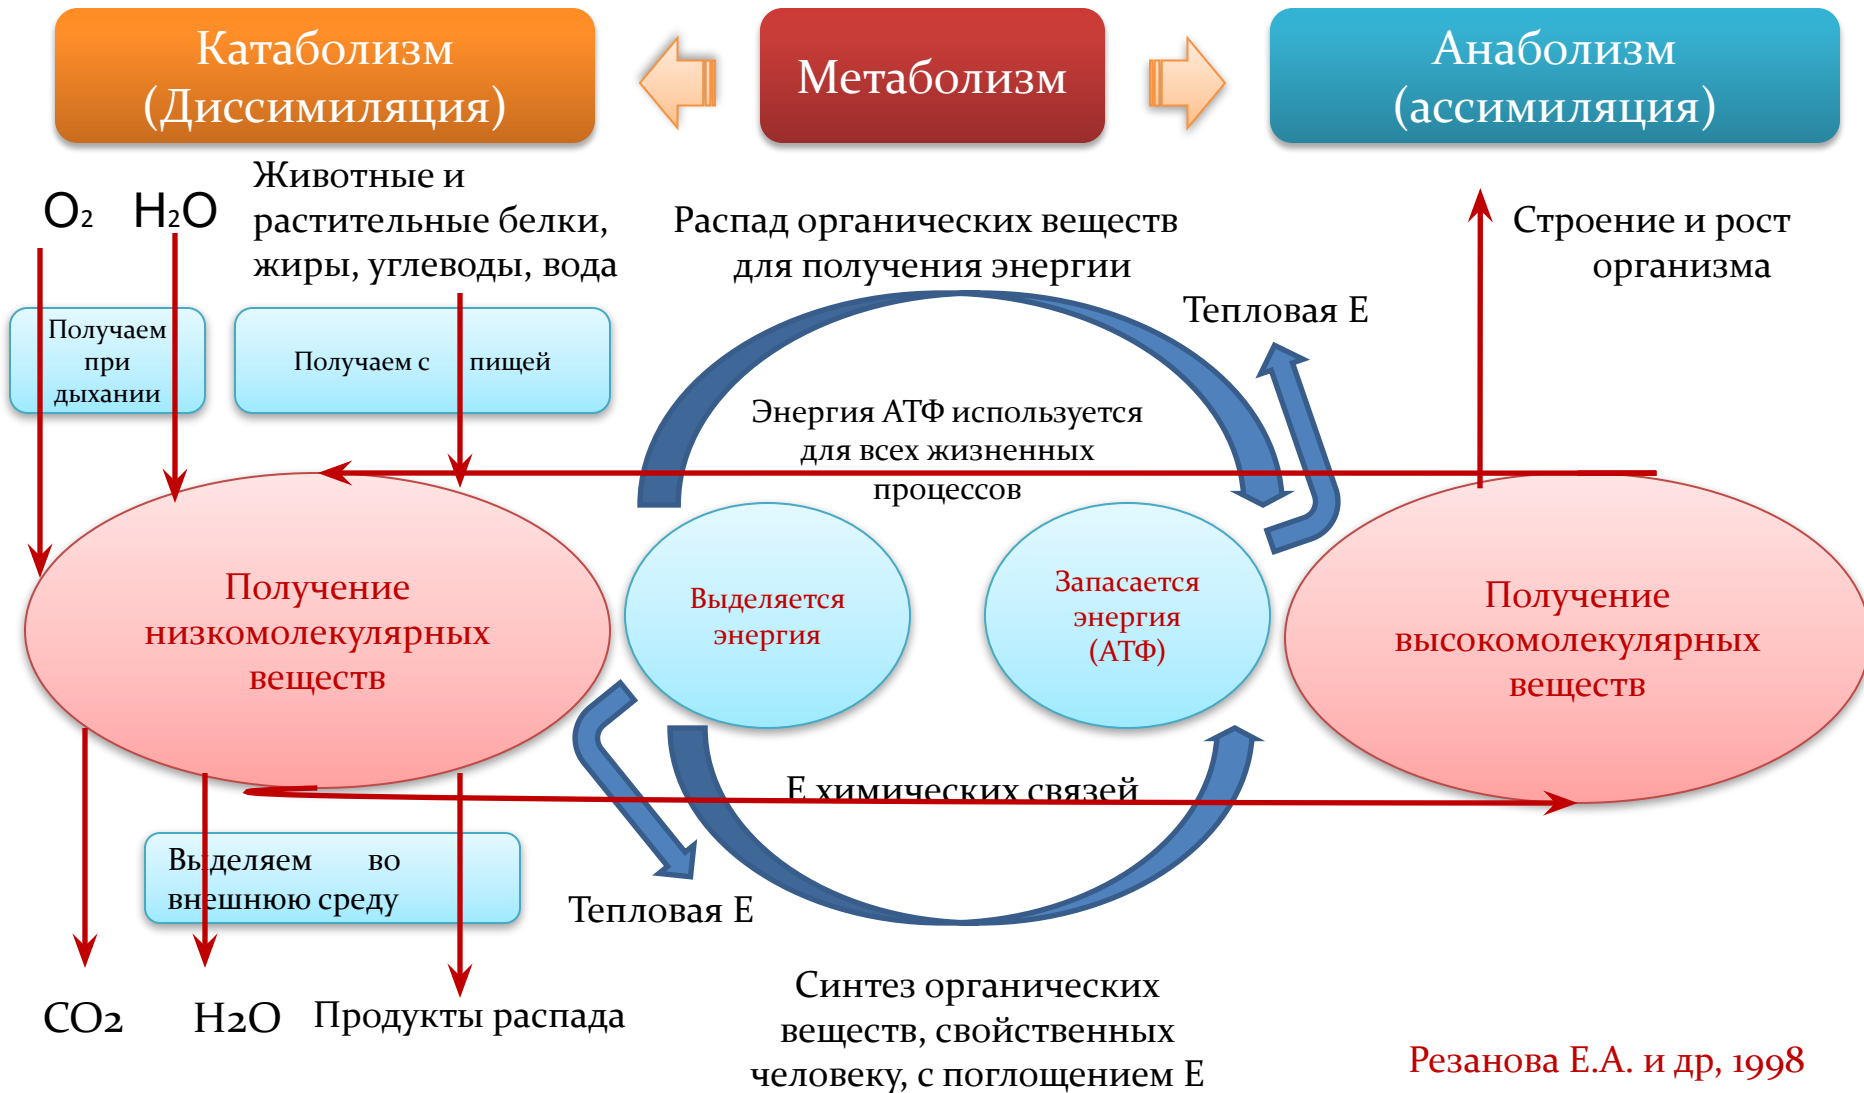 Катаболизм
(Диссимиляция)
Метаболизм
Анаболизм
(ассимиляция)
O₂ H₂O
Животные и
растительные белки,
жиры, углеводы, вода
Распад органических веществ
для получения энергии
Строение и рост
организма
Тепловая Е
Получаем
при
дыхании
Получаем с пищей
Энергия АТФ используется
для всех жизненных
процессов
Получение
низкомолекулярных
веществ
Выделяется
энергия
Запасается
энергия
(АТФ)
Получение
высокомолекулярных
веществ
Е химических связей
Выделяем во
внешнюю среду
Тепловая Е
CO2 H2O Продукты распада
Синтез органических
веществ, свойственных
человеку, с поглощением Е
Резанова Е.А. и др, 1998